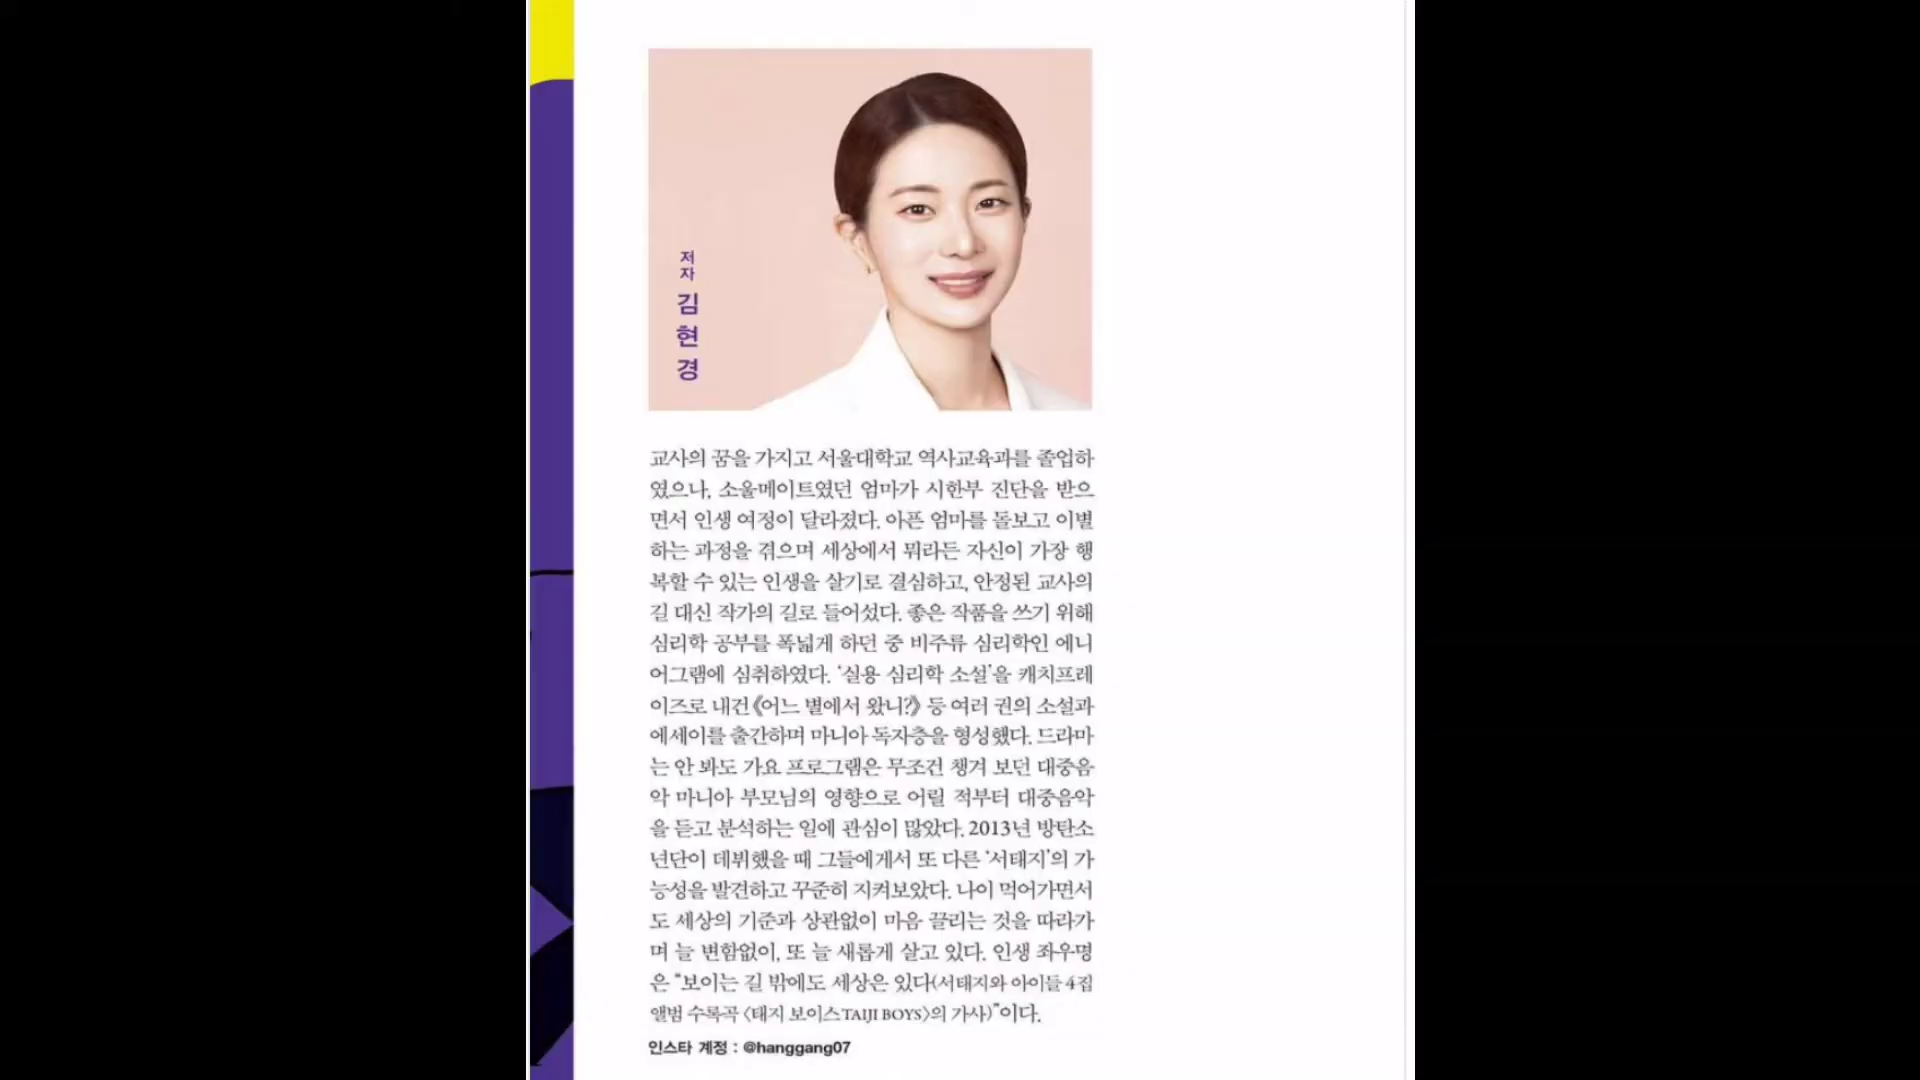 저자
김현경
교사의 꿈을 가지고 서울대학교 역사교육과를 졸업하
였으나, 소울메이트였던 엄마가 시한부 진단을 받으
면서 인생 여정이 달라졌다. 아픈 엄마를 돌보고 이별
하는 과정을 겪으며 세상에서 뭐라든 자신이 가장 행
복할 수 있는 인생을 살기로 결심하고, 안정된 교사의
길 대신 작가의 길로 들어섰다. 좋은 작품을 쓰기 위해
심리학 공부를 폭넓게 하던 중 비주류 심리학인 에니
어그램에 심취하였다. ‘실용 심리학 소설’을 캐치프레
이즈로 내건 《어느 별에서 왔니?》 등 여러 권의 소설과
에세이를 출간하며 마니아 독자층을 형성했다. 드라마
는 안 봐도 가요 프로그램은 무조건 챙겨 보던 대중음
악 마니아 부모님의 영향으로 어릴 적부터 대중음악
을 듣고 분석하는 일에 관심이 많았다. 2013년 방탄소
년단이 데뷔했을 때 그들에게서 또 다른 ‘서태지’의 가
능성을 발견하고 꾸준히 지켜보았다. 나이 먹어가면서
도 세상의 기준과 상관없이 마음 끌리는 것을 따라가
며 늘 변함없이, 또 늘 새롭게 살고 있다. 인생 좌우명
은 “보이는 길 밖에도 세상은 있다(서태지와 아이들 4집
앨범 수록곡 〈태지 보이스TAIJI BOYS〉의 가사)”이다.
인스타 계정 : @hanggang07